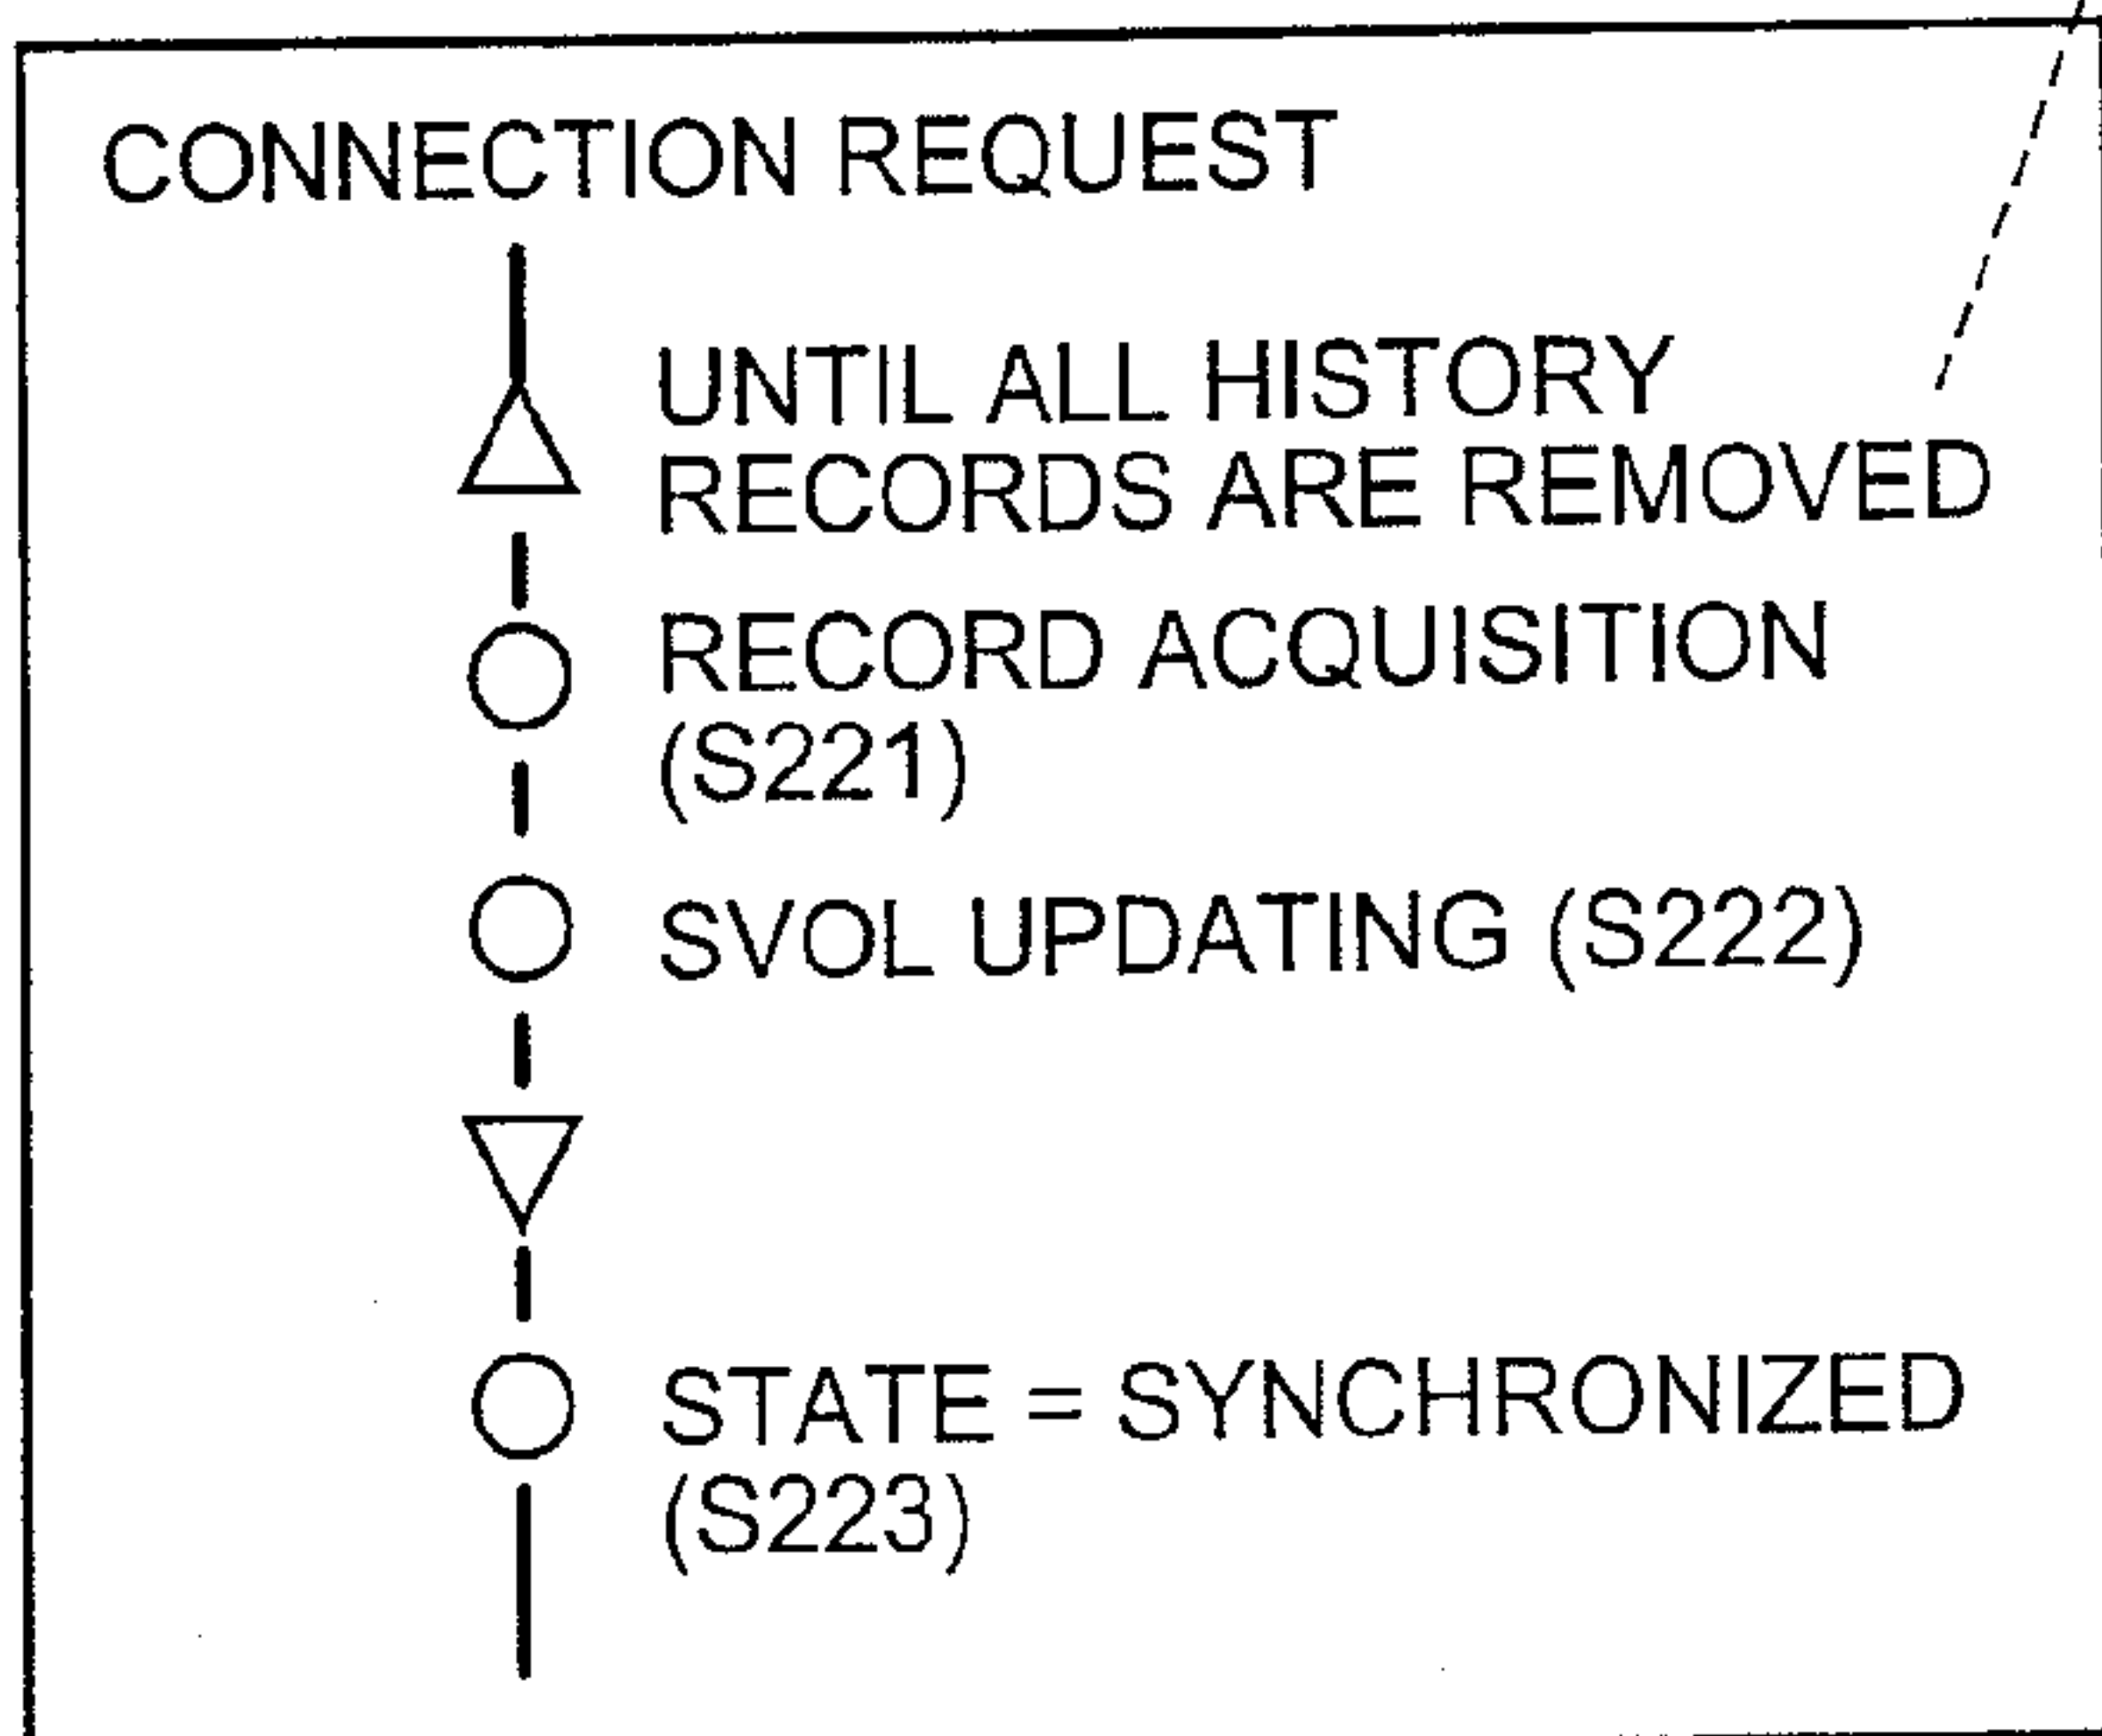 CONNECTION REQUEST
UNTIL ALL HISTORY
RECORDS ARE REMOVED
RECORD ACQUISITION
(S221)
SVOL UPDATING (S222)
STATE = SYNCHRONIZED
(S223)